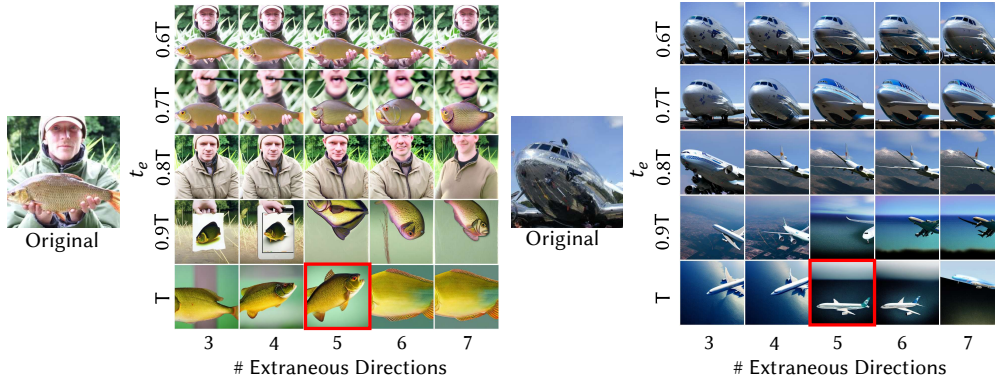 0.6T
0.7T
0.8T
0.9T
T
t_e
Original
3 4 5 6 7
# Extraneous Directions
0.6T
0.7T
0.8T
0.9T
T
t_e
Original
3 4 5 6 7
# Extraneous Directions